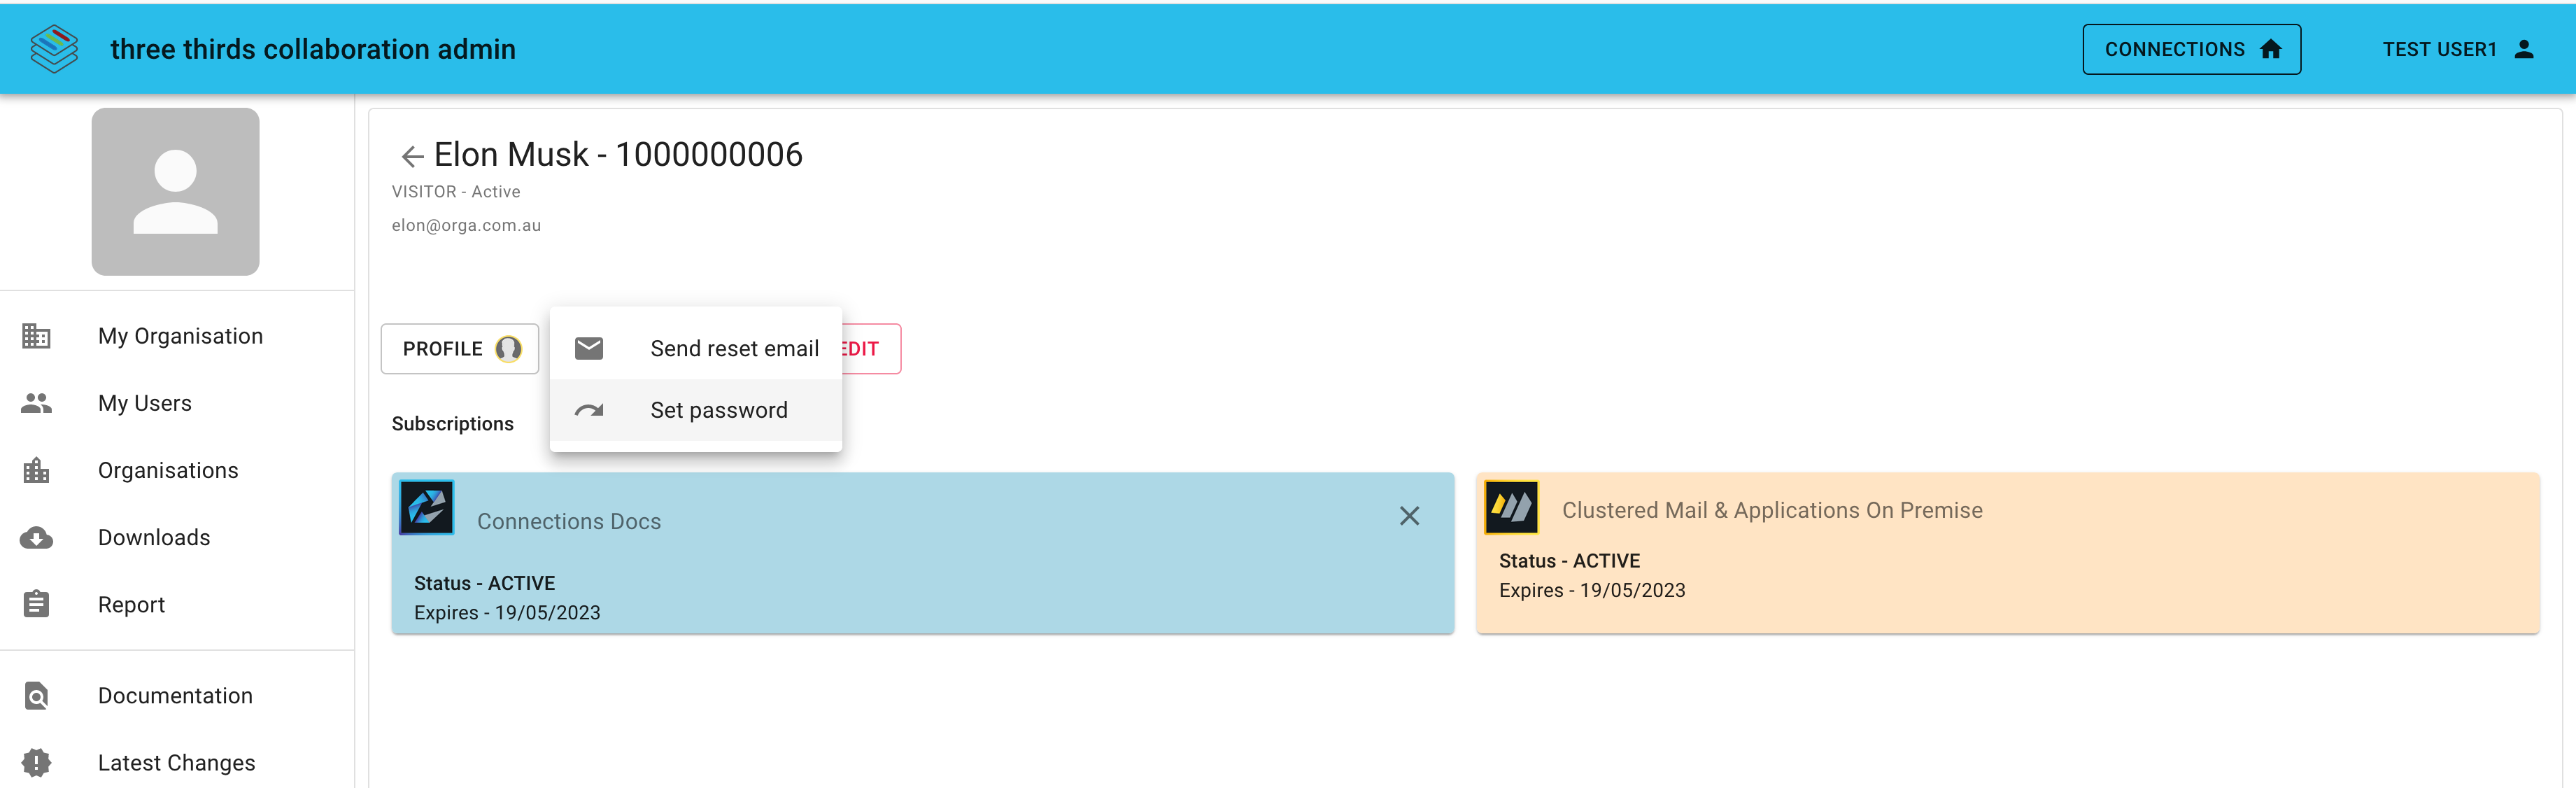 three thirds collaboration admin
CONNECTIONS
TEST USER1
My Organisation
My Users
Organisations
Downloads
Report
Documentation
Latest Changes
Elon Musk - 1000000006
VISITOR - Active
elon@orga.com.au
PROFILE
Send reset email
EDIT
Set password
Subscriptions
Connections Docs
Status - ACTIVE
Expires - 19/05/2023
Clustered Mail & Applications On Premise
Status - ACTIVE
Expires - 19/05/2023